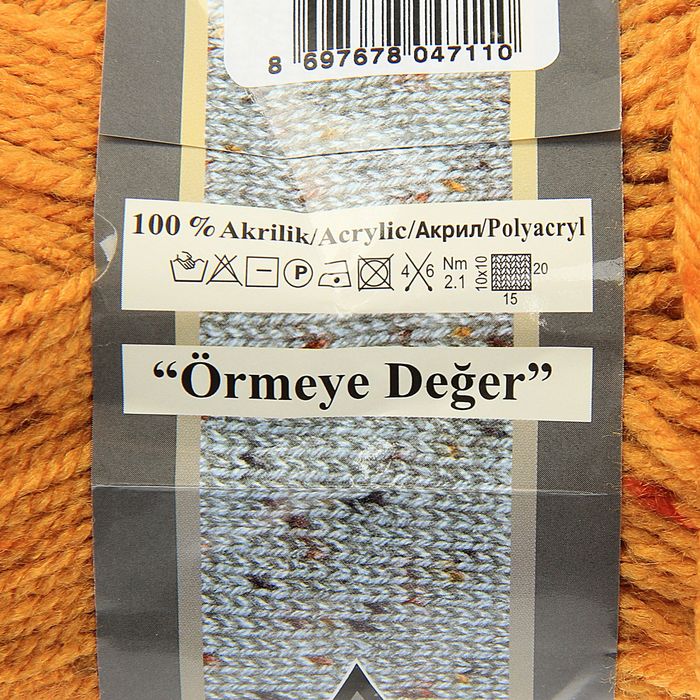 8 697678 047110
100 % Akrilik/Acrylic/Акрил/Polyacryl
P 4 6 Nm 2.1 10x10 20
15
“Örmeye Değer”